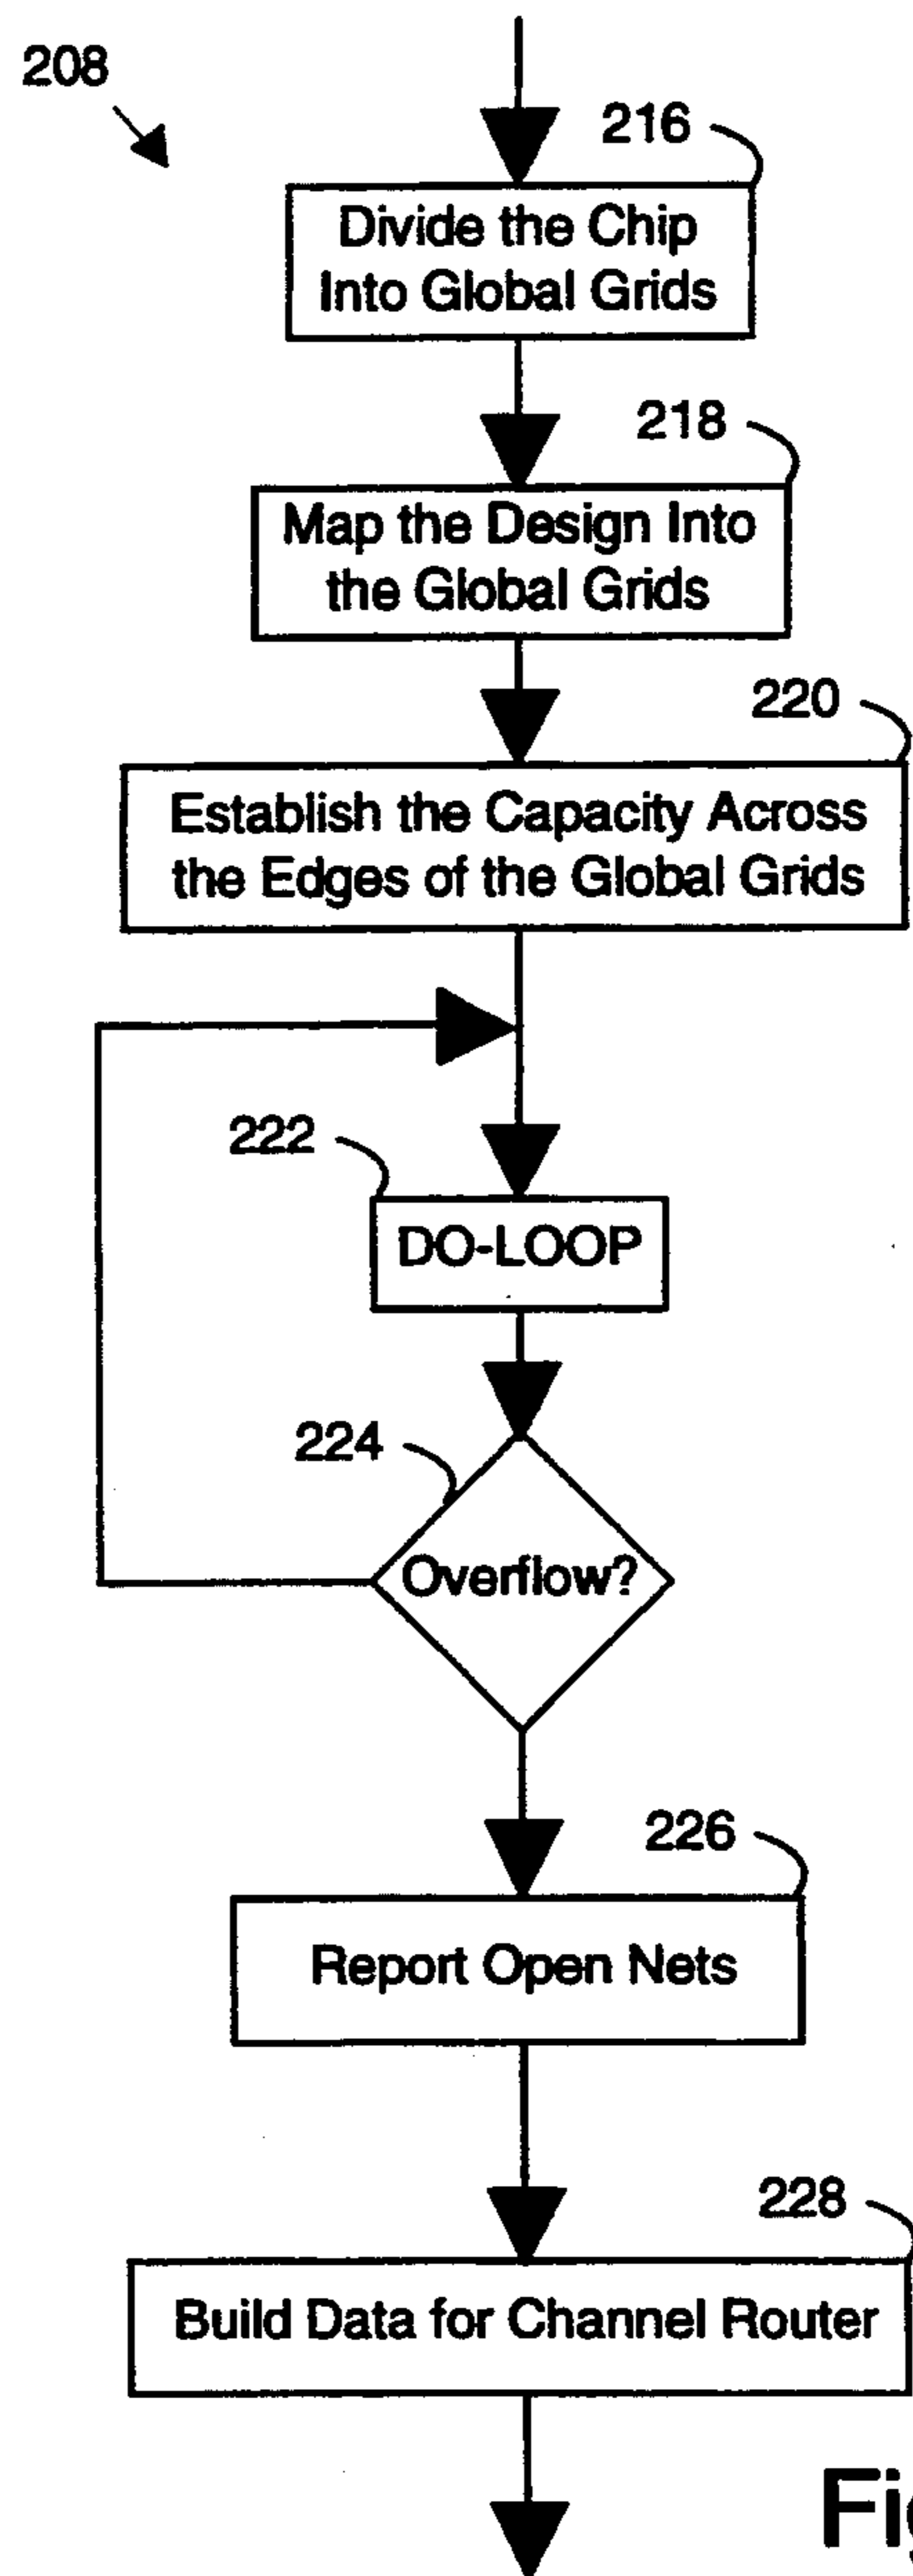 208
216
Divide the Chip
Into Global Grids
218
Map the Design Into
the Global Grids
220
Establish the Capacity Across
the Edges of the Global Grids
222
DO-LOOP
224
Overflow?
226
Report Open Nets
228
Build Data for Channel Router